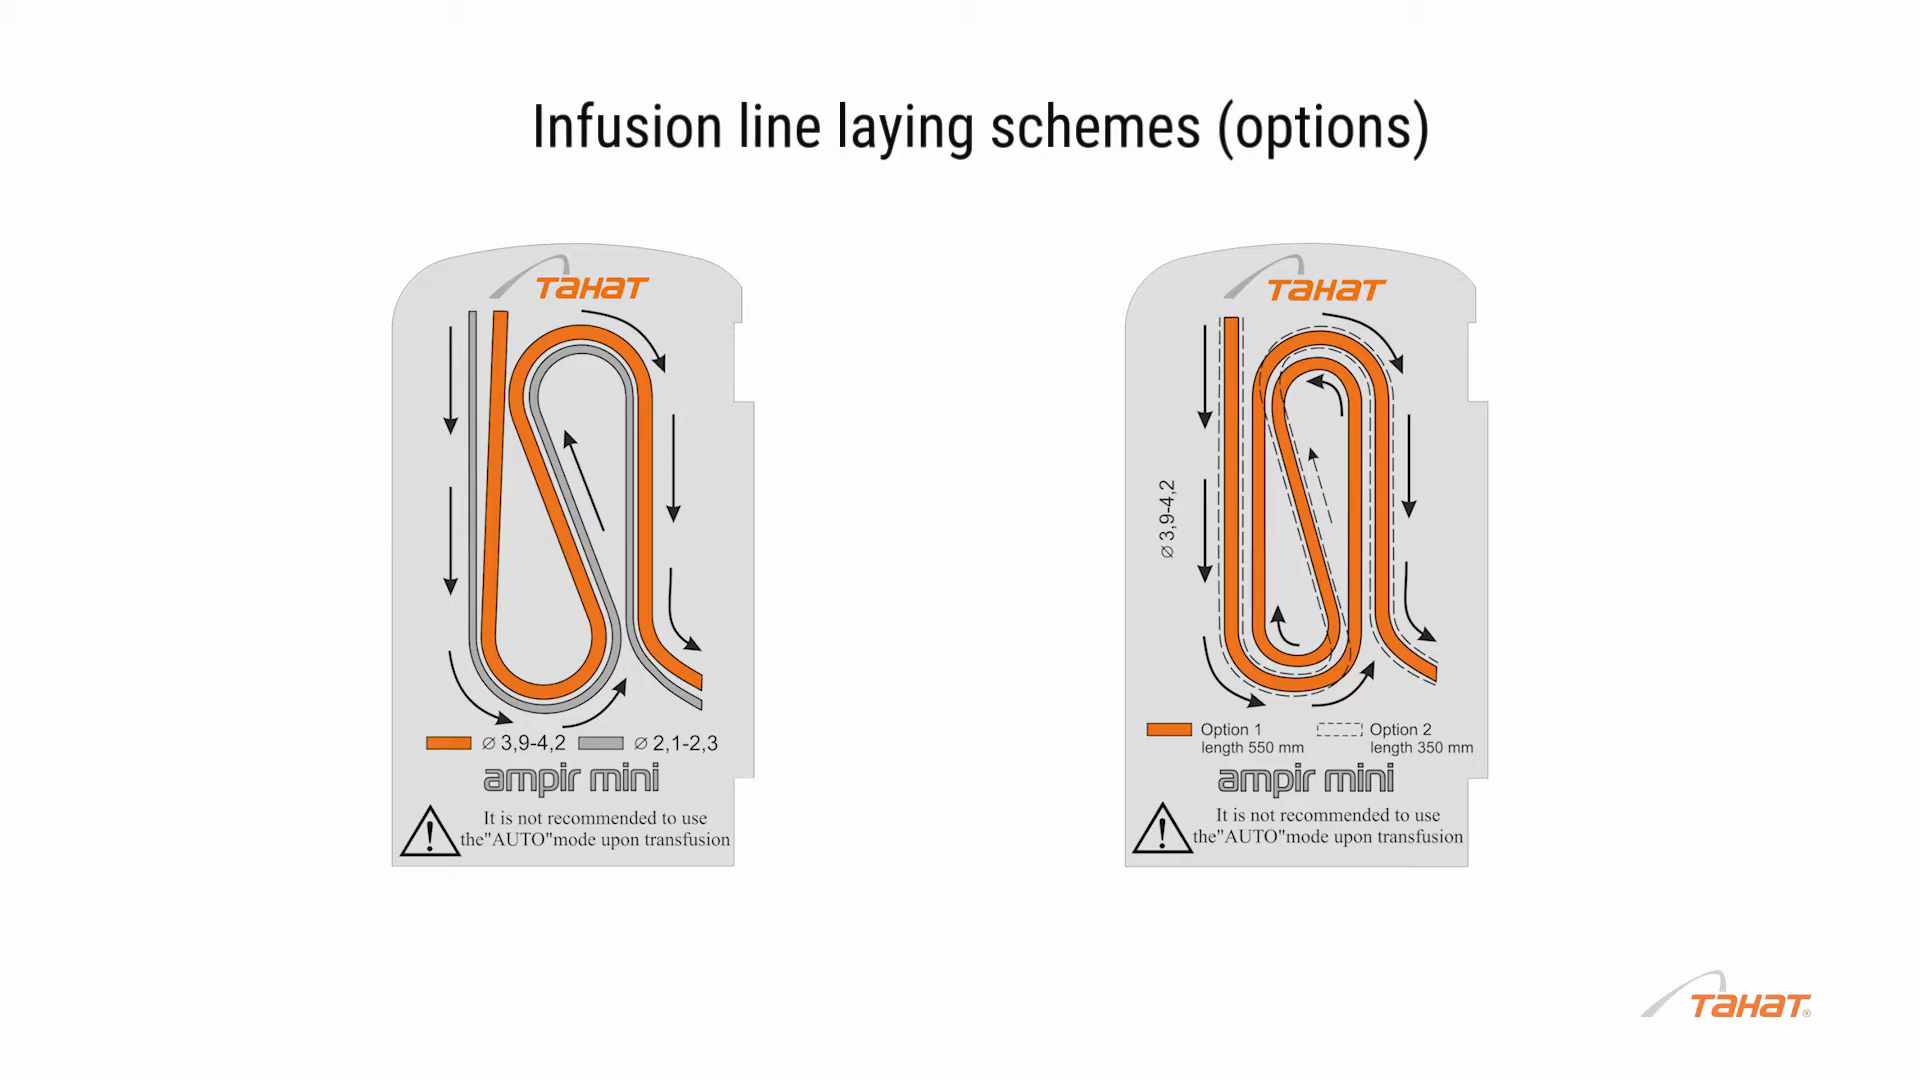 Infusion line laying schemes (options)
TaHaT
⌀ 3,9-4,2 ⌀ 2,1-2,3
ampir mini
It is not recommended to use
the"AUTO"mode upon transfusion
TaHaT
⌀ 3,9-4,2
Option 1
length 550 mm
Option 2
length 350 mm
ampir mini
It is not recommended to use
the"AUTO"mode upon transfusion
TaHaT®